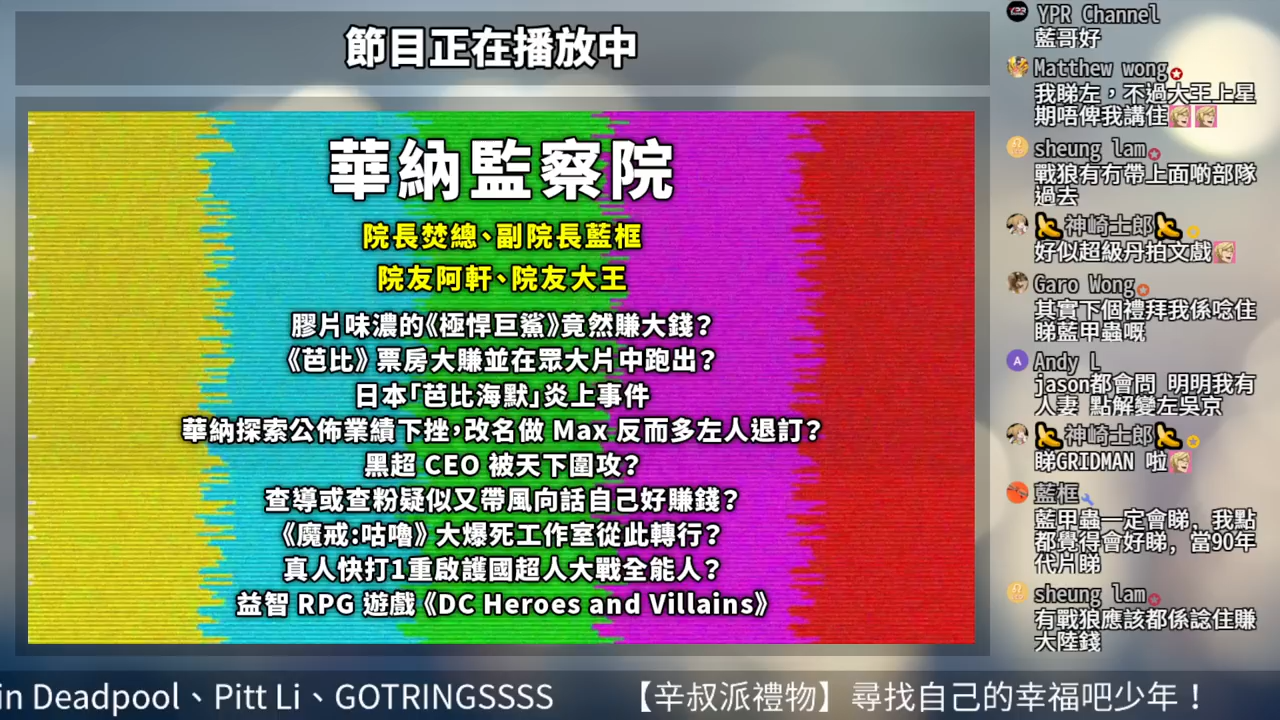 節目正在播放中
華納監察院
院長焚總、副院長藍框
院友阿軒、院友大王
膠片味濃的《極悍巨鯊》竟然賺大錢？
《芭比》票房大賺並在眾大片中跑出？
日本「芭比海默」炎上事件
華納探索公佈業績下挫，改名做 Max 反而多左人退訂？
黑超 CEO 被天下圍攻？
查導或查粉疑似又帶風向話自己好賺錢？
《魔戒:咕嚕》大爆死工作室從此轉行？
真人快打1重啟護國超人大戰全能人？
益智 RPG 遊戲《DC Heroes and Villains》
YPR Channel
藍哥好
Matthew wong
我睇左，不過大王上星
期唔俾我講住
sheung lam
戰狼有冇帶上面啲部隊
過去
神崎士郎
好似超級丹拍文戲
Garo Wong
其實下個禮拜我係唸住
睇藍甲蟲嘅
A
Andy L
jason都會問 明明我有
人妻 點解變左吳京
神崎士郎
睇GRIDMAN 啦
藍框
藍甲蟲一定會睇，我點
都覺得會好睇，當90年
代片睇
sheung lam
有戰狼應該都係諗住賺
大陸錢
in Deadpool、Pitt Li、GOTRINGSSSS 【辛叔派禮物】尋找自己的幸福吧少年！